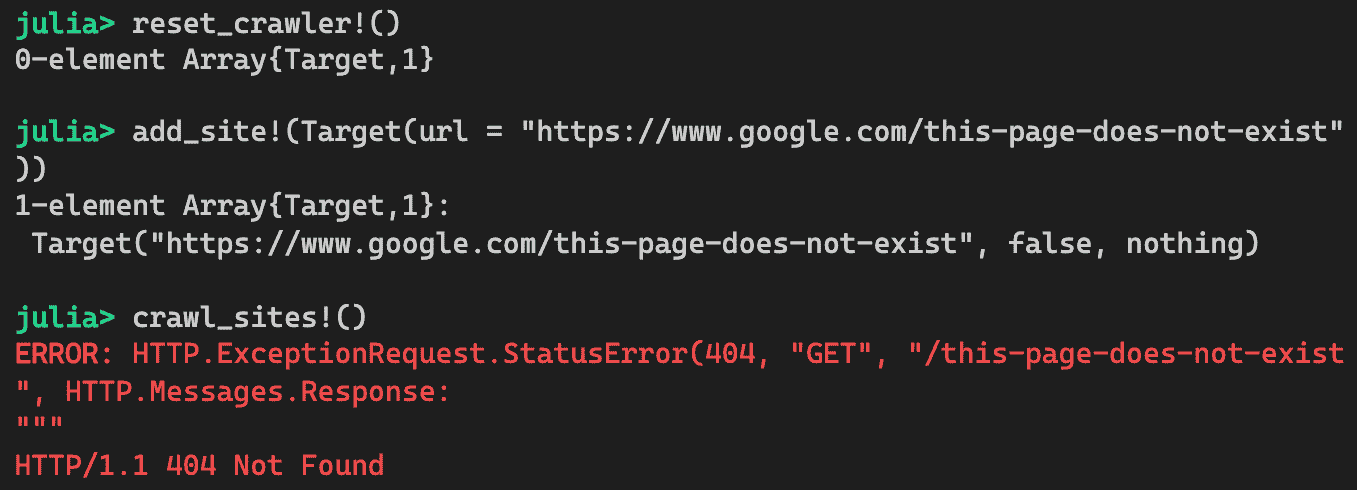 julia> reset_crawler!()
0-element Array{Target,1}
julia> add_site!(Target(url = "https://www.google.com/this-page-does-not-exist"
))
1-element Array{Target,1}:
 Target("https://www.google.com/this-page-does-not-exist", false, nothing)
julia> crawl_sites!()
ERROR: HTTP.ExceptionRequest.StatusError(404, "GET", "/this-page-does-not-exist
", HTTP.Messages.Response:
"""
HTTP/1.1 404 Not Found